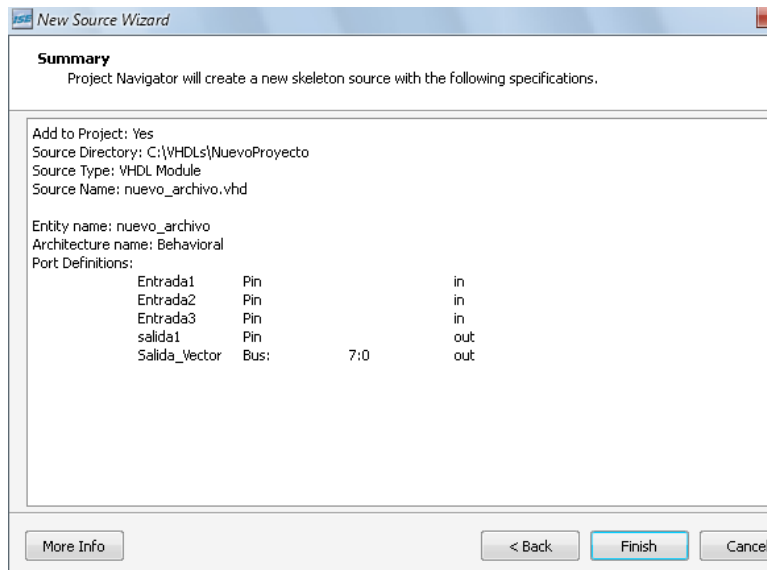 ISE New Source Wizard
Summary
Project Navigator will create a new skeleton source with the following specifications.
Add to Project: Yes
Source Directory: C:\VHDLs\NuevoProyecto
Source Type: VHDL Module
Source Name: nuevo_archivo.vhd
Entity name: nuevo_archivo
Architecture name: Behavioral
Port Definitions:
Entrada1 Pin in
Entrada2 Pin in
Entrada3 Pin in
salida1 Pin out
Salida_Vector Bus: 7:0 out
More Info < Back Finish Cancel